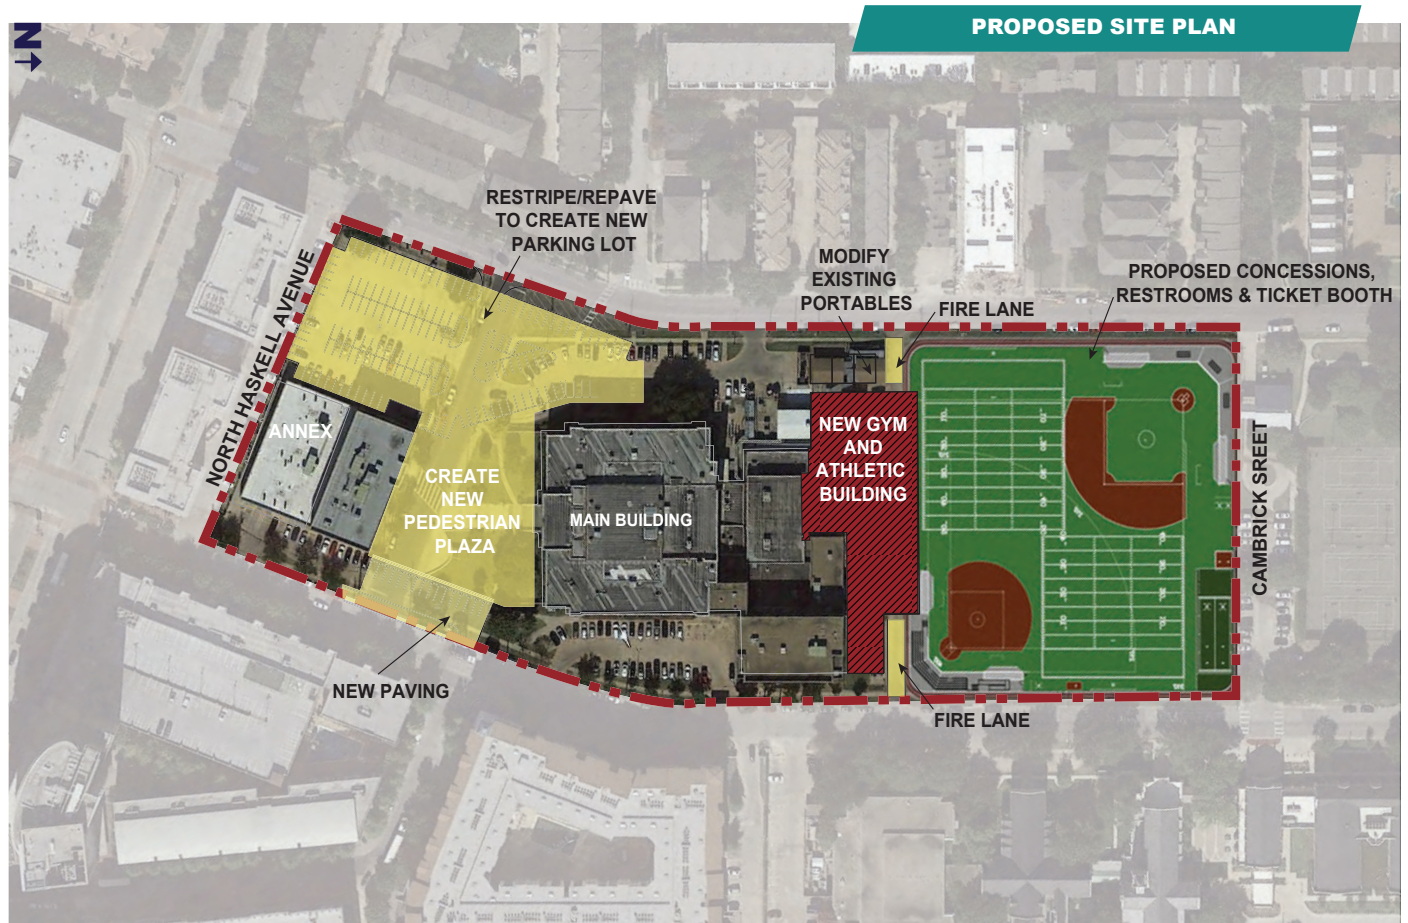 PROPOSED SITE PLAN
N
RESTRIPE/REPAVE
TO CREATE NEW
PARKING LOT
MODIFY
EXISTING
PORTABLES
FIRE LANE
PROPOSED CONCESSIONS,
RESTROOMS & TICKET BOOTH
NORTH HASKELL AVENUE
ANNEX
CREATE
NEW
PEDESTRIAN
PLAZA
MAIN BUILDING
NEW GYM
AND
ATHLETIC
BUILDING
CAMBRICK SREET
NEW PAVING
FIRE LANE